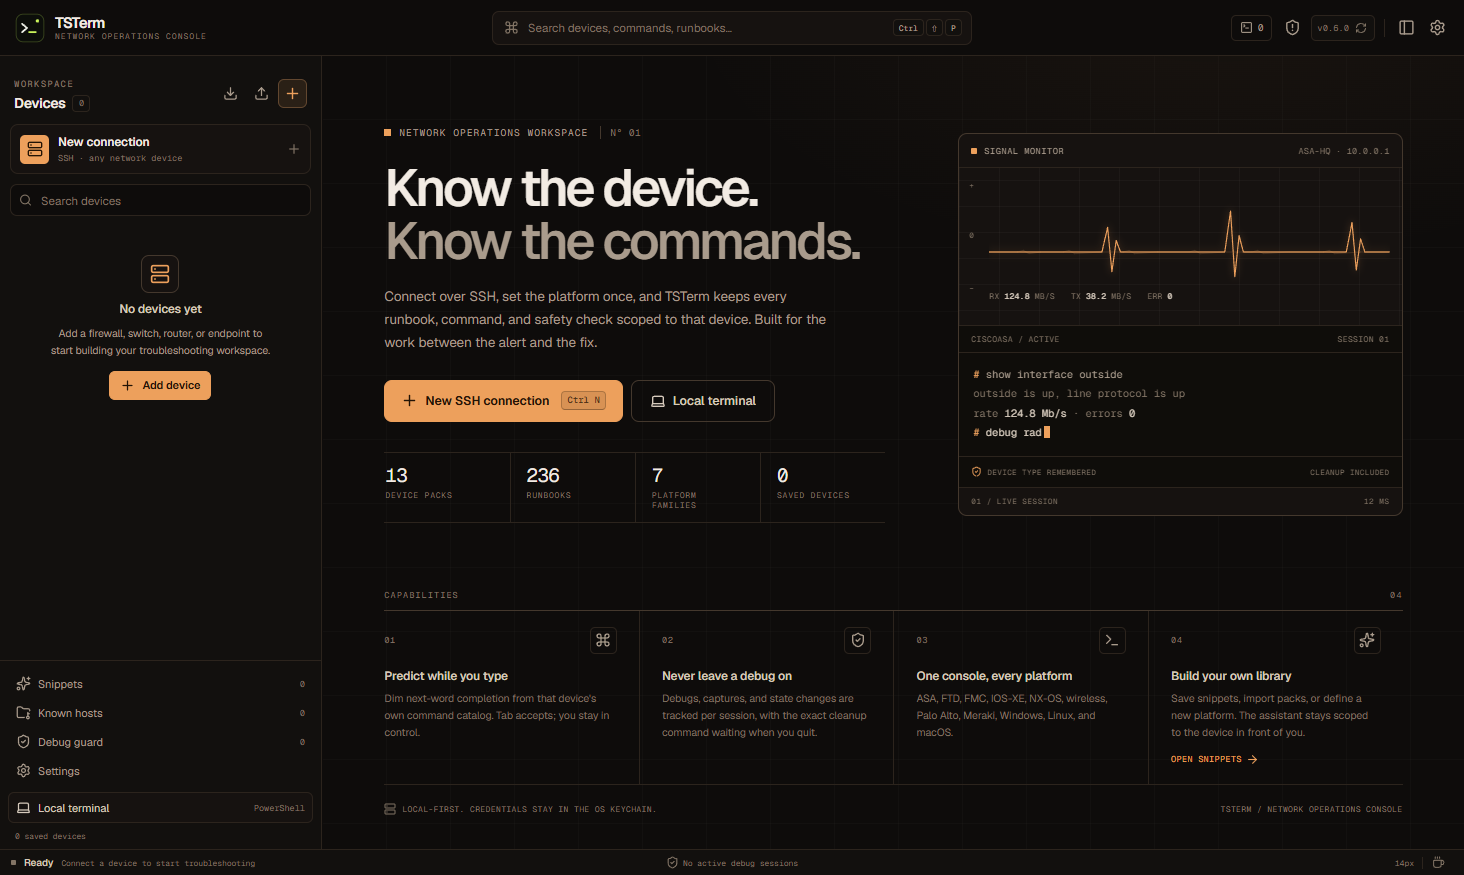 TSTerm
NETWORK OPERATIONS CONSOLE
Search devices, commands, runbooks...
Ctrl ⇧ P
0
v0.6.0
WORKSPACE
Devices 0
New connection
SSH · any network device
Search devices
No devices yet
Add a firewall, switch, router, or endpoint to
start building your troubleshooting workspace.
Add device
Snippets 0
Known hosts 0
Debug guard 0
Settings
Local terminal PowerShell
0 saved devices
NETWORK OPERATIONS WORKSPACE N° 01
Know the device.
Know the commands.
Connect over SSH, set the platform once, and TSTerm keeps every
runbook, command, and safety check scoped to that device. Built for the
work between the alert and the fix.
New SSH connection Ctrl N
Local terminal
13
DEVICE PACKS
236
RUNBOOKS
7
PLATFORM
FAMILIES
0
SAVED DEVICES
SIGNAL MONITOR ASA-HQ · 10.0.0.1
+
0
−
RX 124.8 MB/S TX 38.2 MB/S ERR 0
CISCOASA / ACTIVE SESSION 01
# show interface outside
outside is up, line protocol is up
rate 124.8 Mb/s · errors 0
# debug rad
DEVICE TYPE REMEMBERED CLEANUP INCLUDED
01 / LIVE SESSION 12 MS
CAPABILITIES 04
01
Predict while you type
Dim next-word completion from that device's
own command catalog. Tab accepts; you stay in
control.
02
Never leave a debug on
Debugs, captures, and state changes are
tracked per session, with the exact cleanup
command waiting when you quit.
03
One console, every platform
ASA, FTD, FMC, IOS-XE, NX-OS, wireless,
Palo Alto, Meraki, Windows, Linux, and
macOS.
04
Build your own library
Save snippets, import packs, or define a
new platform. The assistant stays scoped
to the device in front of you.
OPEN SNIPPETS →
LOCAL-FIRST. CREDENTIALS STAY IN THE OS KEYCHAIN.
TSTERM / NETWORK OPERATIONS CONSOLE
Ready Connect a device to start troubleshooting
No active debug sessions
14px